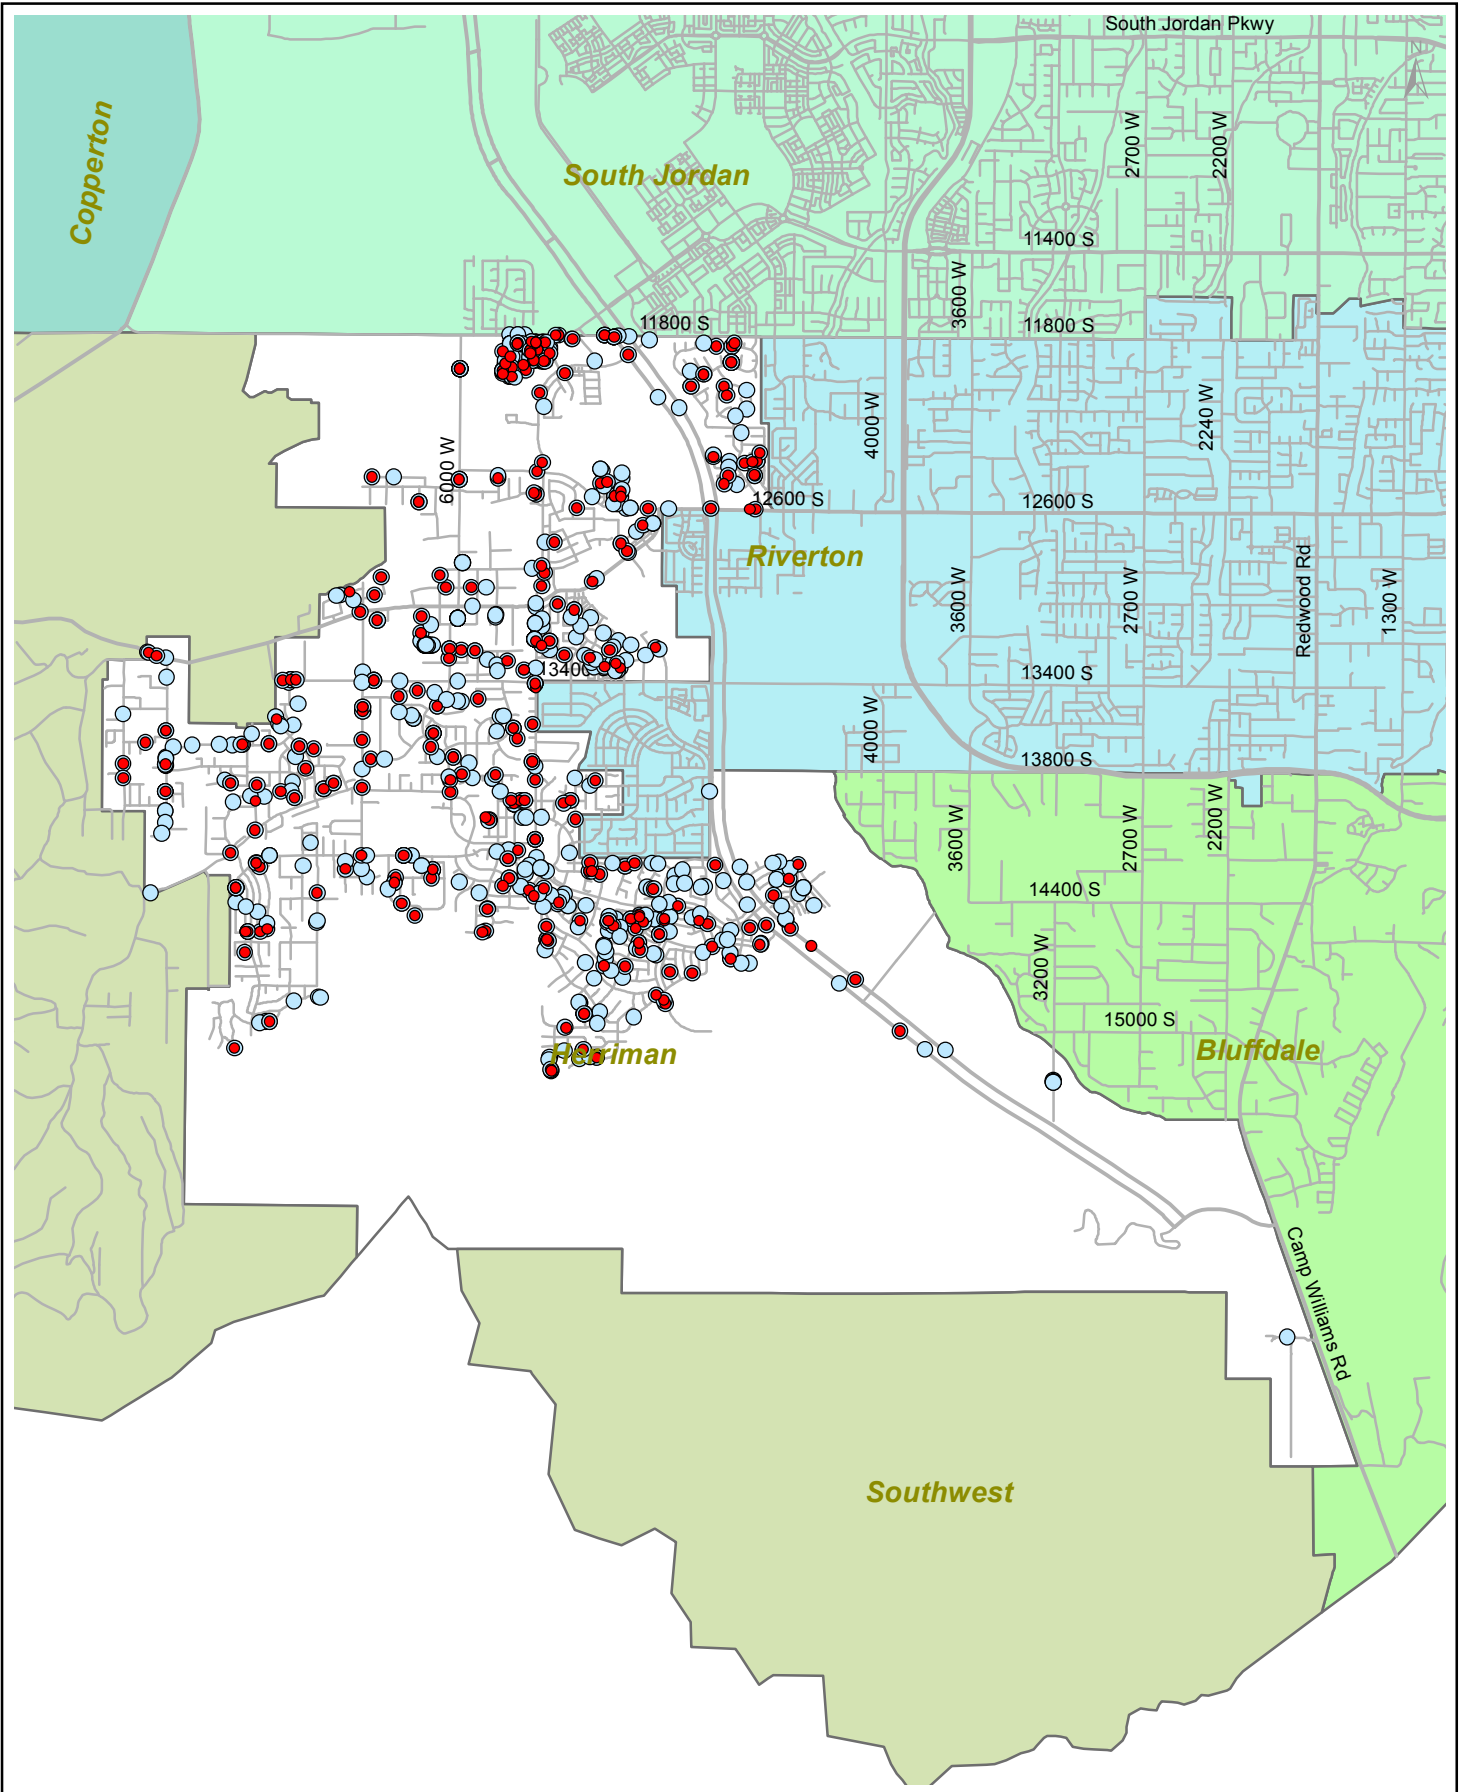 South Jordan Pkwy
Copperton
2700 W
2200 W
South Jordan
11400 S
3600 W
11800 S
11800 S
4000 W
2240 W
6000 W
12600 S
12600 S
Riverton
Redwood Rd
3600 W
2700 W
1300 W
13400 S
13400 S
4000 W
13800 S
3600 W
2700 W
2200 W
14400 S
3200 W
15000 S
Herriman
Bluffdale
Camp Williams Rd
Southwest